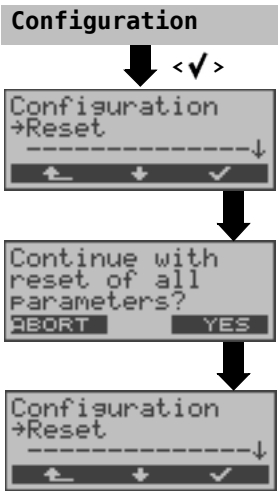 Configuration
<✓>
Configuration
→Reset
---------------↓
Continue with
reset of all
parameters?
ABORT YES
Configuration
→Reset
---------------↓